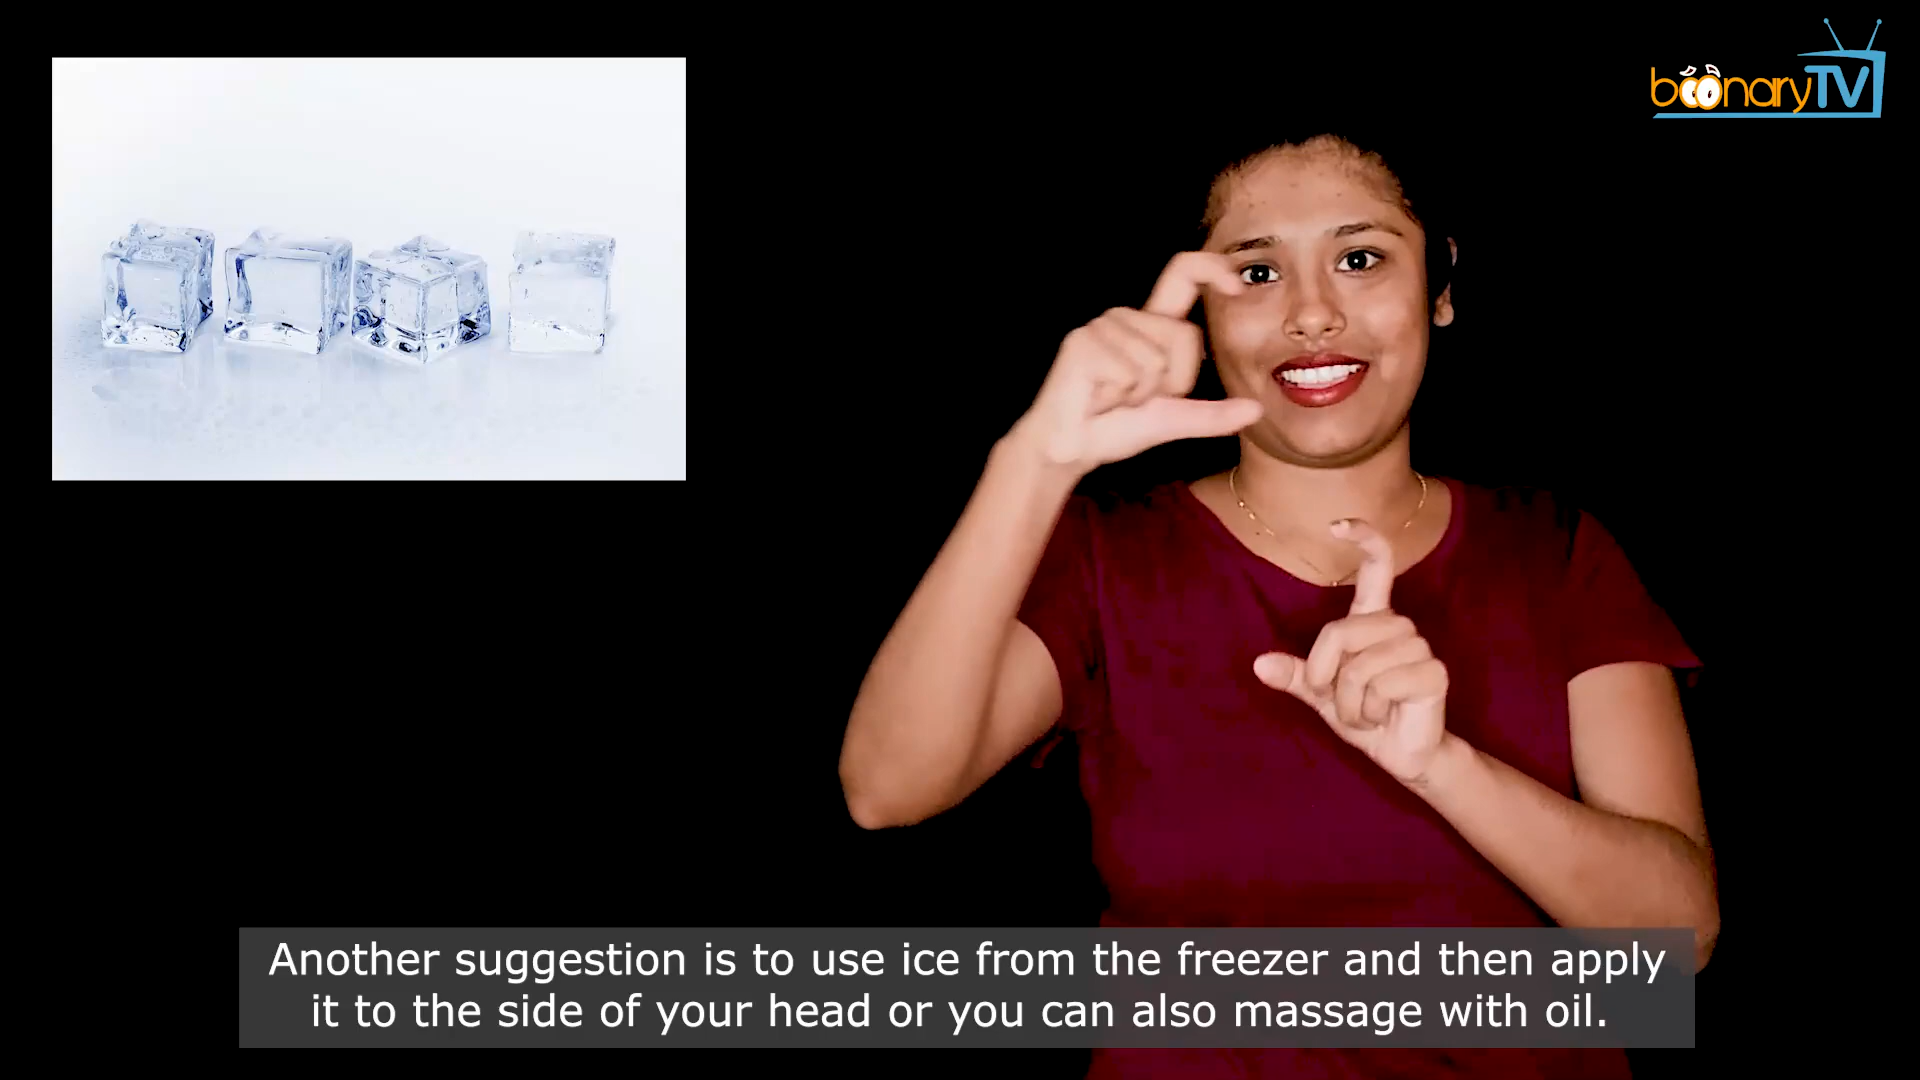 boonaryTV
Another suggestion is to use ice from the freezer and then apply
it to the side of your head or you can also massage with oil.